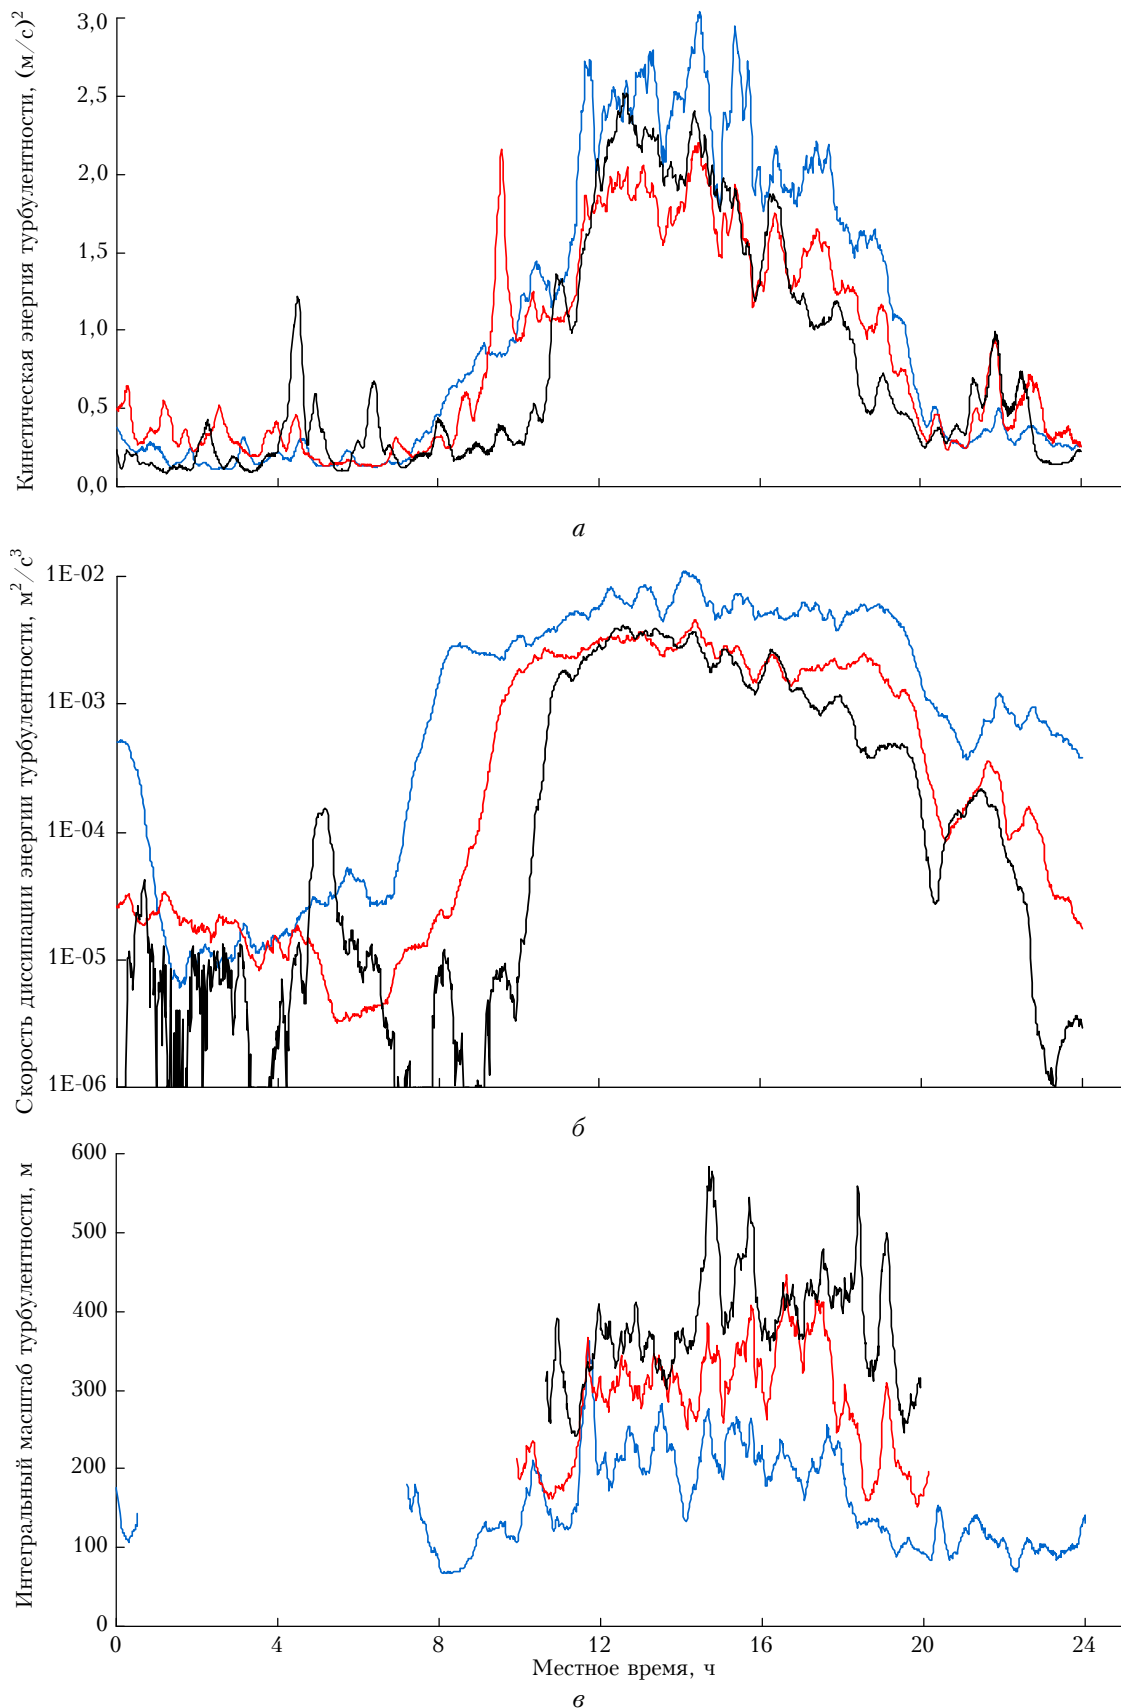 Кинетическая энергия турбулентности, (м/с)²
3,0
2,5
2,0
1,5
1,0
0,5
0,0
а
Скорость диссипации энергии турбулентности, м²/с³
1E-02
1E-03
1E-04
1E-05
1E-06
б
Интегральный масштаб турбулентности, м
600
500
400
300
200
100
0
0 4 8 12 16 20 24
Местное время, ч
в